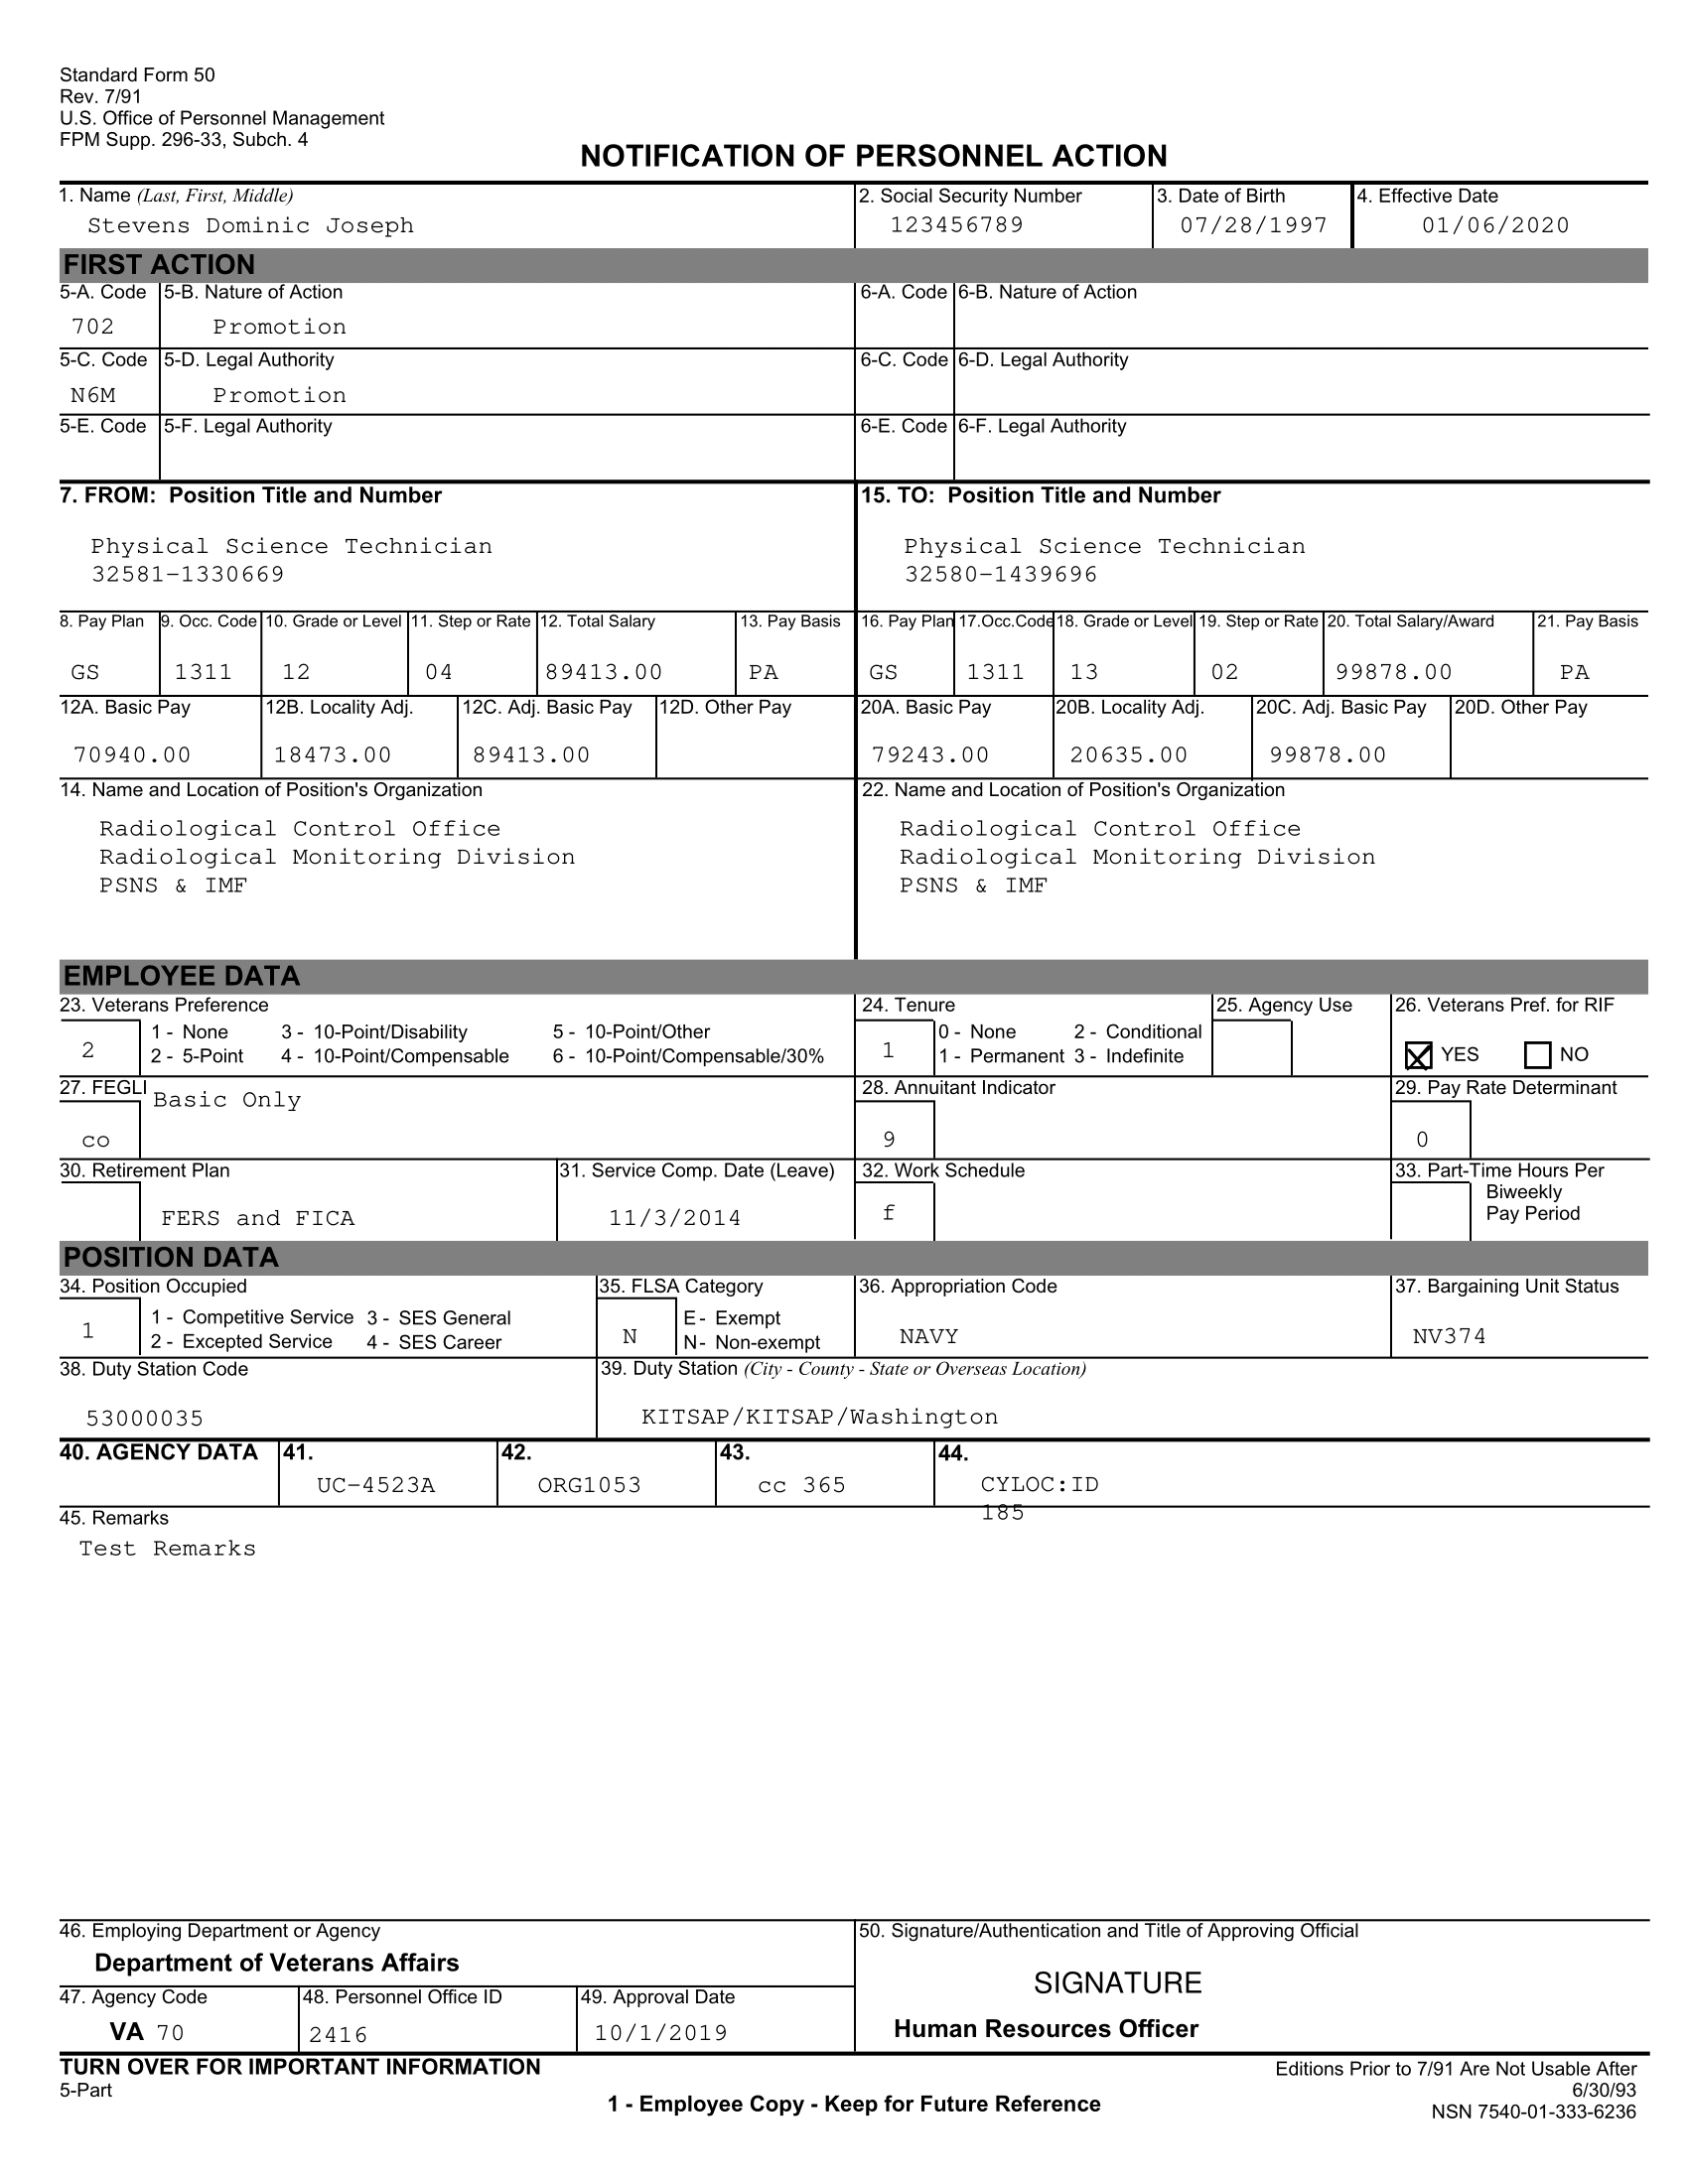 Standard Form 50
Rev. 7/91
U.S. Office of Personnel Management
FPM Supp. 296-33, Subch. 4
NOTIFICATION OF PERSONNEL ACTION
1. Name (Last, First, Middle)
Stevens Dominic Joseph
2. Social Security Number
123456789
3. Date of Birth
07/28/1997
4. Effective Date
01/06/2020
FIRST ACTION
5-A. Code
702
5-B. Nature of Action
Promotion
6-A. Code
6-B. Nature of Action
5-C. Code
N6M
5-D. Legal Authority
Promotion
6-C. Code
6-D. Legal Authority
5-E. Code
5-F. Legal Authority
6-E. Code
6-F. Legal Authority
7. FROM: Position Title and Number
Physical Science Technician
32581-1330669
15. TO: Position Title and Number
Physical Science Technician
32580-1439696
8. Pay Plan
GS
9. Occ. Code
1311
10. Grade or Level
12
11. Step or Rate
04
12. Total Salary
89413.00
13. Pay Basis
PA
16. Pay Plan
GS
17.Occ.Code
1311
18. Grade or Level
13
19. Step or Rate
02
20. Total Salary/Award
99878.00
21. Pay Basis
PA
12A. Basic Pay
70940.00
12B. Locality Adj.
18473.00
12C. Adj. Basic Pay
89413.00
12D. Other Pay
20A. Basic Pay
79243.00
20B. Locality Adj.
20635.00
20C. Adj. Basic Pay
99878.00
20D. Other Pay
14. Name and Location of Position's Organization
Radiological Control Office
Radiological Monitoring Division
PSNS & IMF
22. Name and Location of Position's Organization
Radiological Control Office
Radiological Monitoring Division
PSNS & IMF
EMPLOYEE DATA
23. Veterans Preference
2
1 - None 3 - 10-Point/Disability 5 - 10-Point/Other
2 - 5-Point 4 - 10-Point/Compensable 6 - 10-Point/Compensable/30%
24. Tenure
1
0 - None 2 - Conditional
1 - Permanent 3 - Indefinite
25. Agency Use
26. Veterans Pref. for RIF
YES NO
27. FEGLI
Basic Only
co
28. Annuitant Indicator
9
29. Pay Rate Determinant
0
30. Retirement Plan
FERS and FICA
31. Service Comp. Date (Leave)
11/3/2014
32. Work Schedule
f
33. Part-Time Hours Per
Biweekly
Pay Period
POSITION DATA
34. Position Occupied
1
1 - Competitive Service 3 - SES General
2 - Excepted Service 4 - SES Career
35. FLSA Category
N
E - Exempt
N - Non-exempt
36. Appropriation Code
NAVY
37. Bargaining Unit Status
NV374
38. Duty Station Code
53000035
39. Duty Station (City - County - State or Overseas Location)
KITSAP/KITSAP/Washington
40. AGENCY DATA
41.
UC-4523A
42.
ORG1053
43.
cc 365
44.
CYLOC:ID
185
45. Remarks
Test Remarks
46. Employing Department or Agency
Department of Veterans Affairs
47. Agency Code
VA 70
48. Personnel Office ID
2416
49. Approval Date
10/1/2019
50. Signature/Authentication and Title of Approving Official
SIGNATURE
Human Resources Officer
TURN OVER FOR IMPORTANT INFORMATION
5-Part
1 - Employee Copy - Keep for Future Reference
Editions Prior to 7/91 Are Not Usable After
6/30/93
NSN 7540-01-333-6236